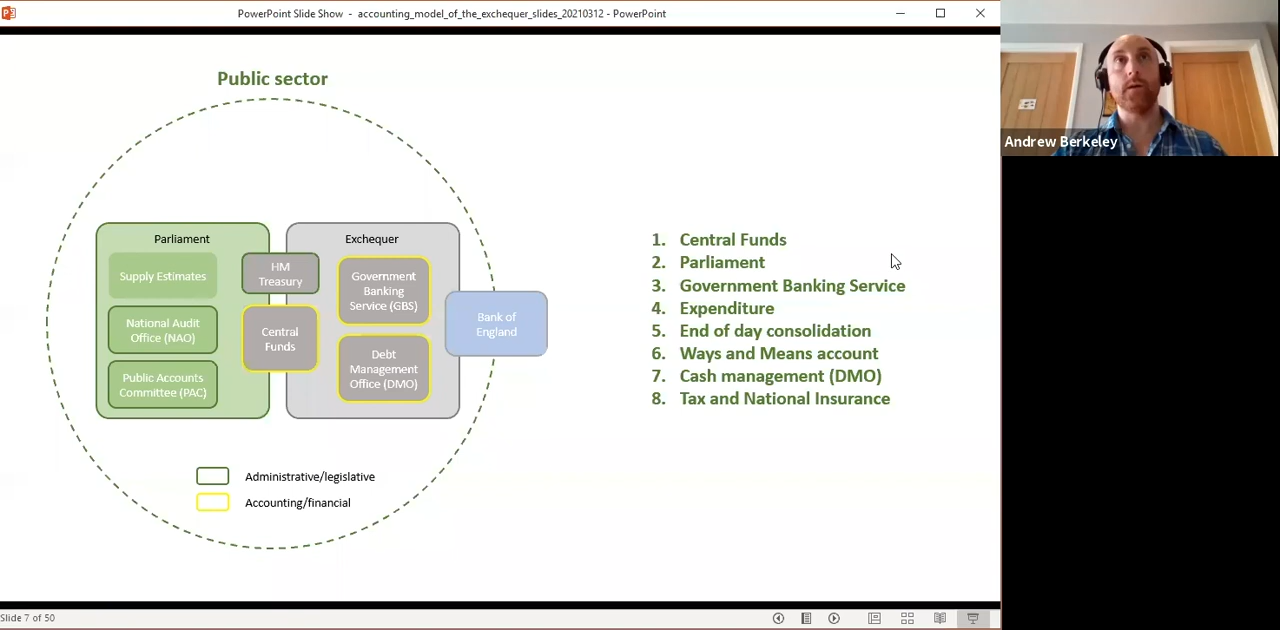 PowerPoint Slide Show - accounting_model_of_the_exchequer_slides_20210312 - PowerPoint
Public sector
Parliament
Supply Estimates
National Audit
Office (NAO)
Public Accounts
Committee (PAC)
HM
Treasury
Central
Funds
Exchequer
Government
Banking
Service (GBS)
Debt
Management
Office (DMO)
Bank of
England
Administrative/legislative
Accounting/financial
1. Central Funds
2. Parliament
3. Government Banking Service
4. Expenditure
5. End of day consolidation
6. Ways and Means account
7. Cash management (DMO)
8. Tax and National Insurance
Andrew Berkeley
Slide 7 of 50